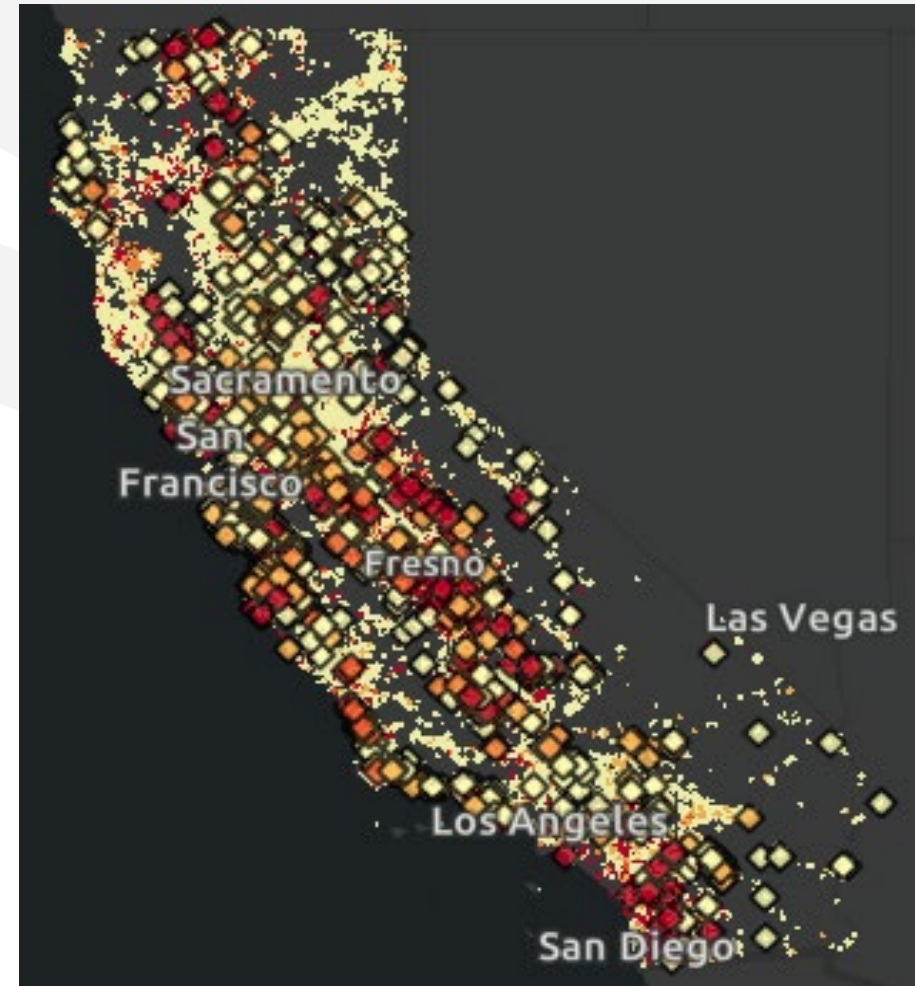 Sacramento
San
Francisco
Fresno
Las Vegas
Los Angeles
San Diego